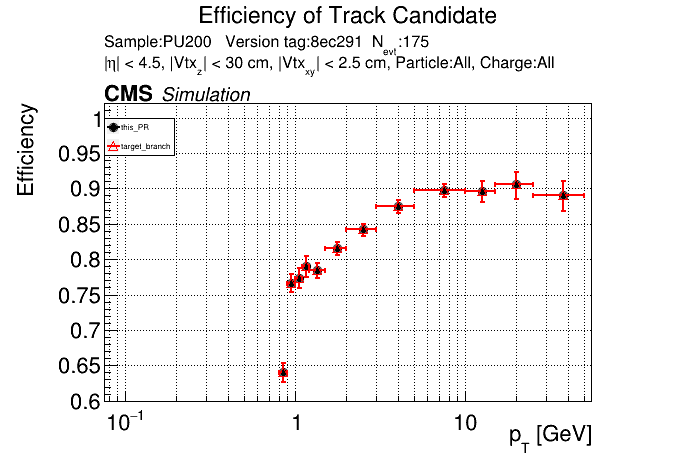 Efficiency of Track Candidate
Sample:PU200 Version tag:8ec291 N_evt:175
|η| < 4.5, |Vtx_z| < 30 cm, |Vtx_xy| < 2.5 cm, Particle:All, Charge:All
CMS Simulation
Efficiency
1
0.95
0.9
0.85
0.8
0.75
0.7
0.65
0.6
this_PR
target_branch
10⁻¹ 1 10
p_T [GeV]